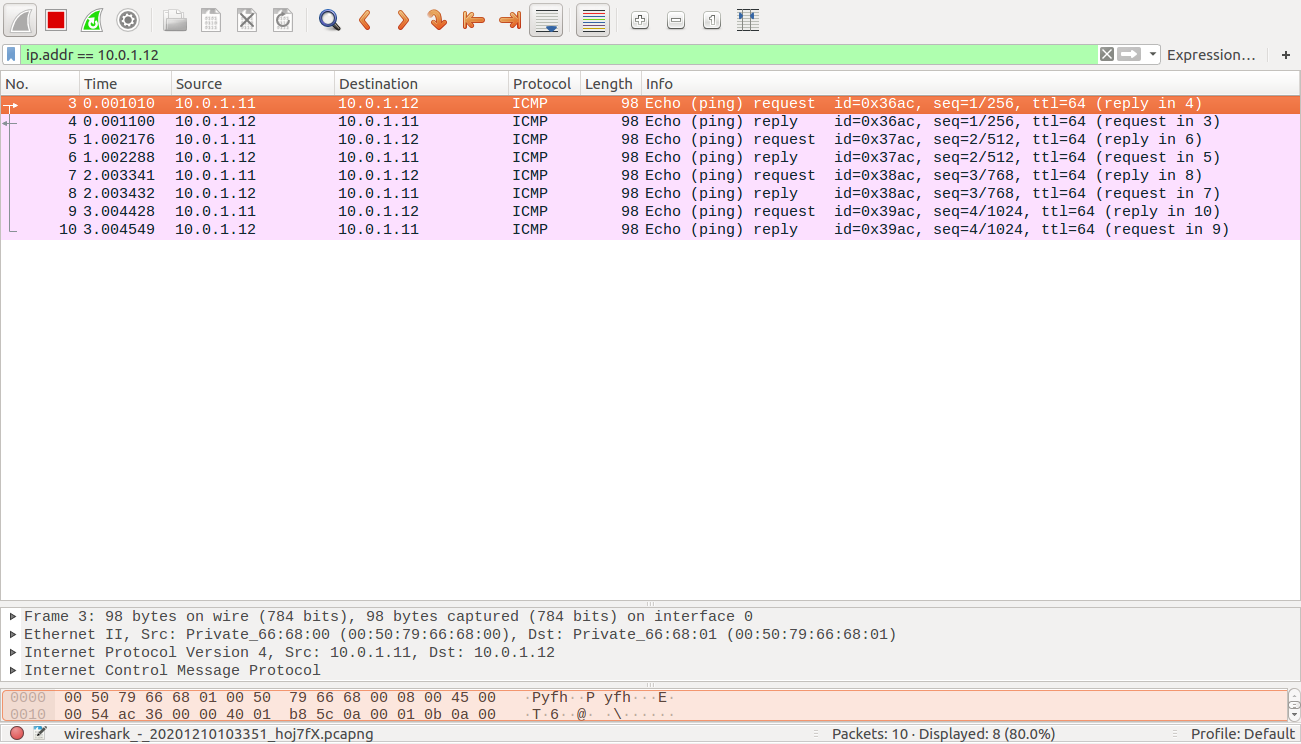 ip.addr == 10.0.1.12 Expression… +
No. Time Source Destination Protocol Length Info
3 0.001010 10.0.1.11 10.0.1.12 ICMP 98 Echo (ping) request id=0x36ac, seq=1/256, ttl=64 (reply in 4)
4 0.001100 10.0.1.12 10.0.1.11 ICMP 98 Echo (ping) reply id=0x36ac, seq=1/256, ttl=64 (request in 3)
5 1.002176 10.0.1.11 10.0.1.12 ICMP 98 Echo (ping) request id=0x37ac, seq=2/512, ttl=64 (reply in 6)
6 1.002288 10.0.1.12 10.0.1.11 ICMP 98 Echo (ping) reply id=0x37ac, seq=2/512, ttl=64 (request in 5)
7 2.003341 10.0.1.11 10.0.1.12 ICMP 98 Echo (ping) request id=0x38ac, seq=3/768, ttl=64 (reply in 8)
8 2.003432 10.0.1.12 10.0.1.11 ICMP 98 Echo (ping) reply id=0x38ac, seq=3/768, ttl=64 (request in 7)
9 3.004428 10.0.1.11 10.0.1.12 ICMP 98 Echo (ping) request id=0x39ac, seq=4/1024, ttl=64 (reply in 10)
10 3.004549 10.0.1.12 10.0.1.11 ICMP 98 Echo (ping) reply id=0x39ac, seq=4/1024, ttl=64 (request in 9)
Frame 3: 98 bytes on wire (784 bits), 98 bytes captured (784 bits) on interface 0
Ethernet II, Src: Private_66:68:00 (00:50:79:66:68:00), Dst: Private_66:68:01 (00:50:79:66:68:01)
Internet Protocol Version 4, Src: 10.0.1.11, Dst: 10.0.1.12
Internet Control Message Protocol
0000 00 50 79 66 68 01 00 50 79 66 68 00 08 00 45 00 ·Pyfh··P yfh···E·
0010 00 54 ac 36 00 00 40 01 b8 5c 0a 00 01 0b 0a 00 ·T·6··@· ·\······
wireshark_-_20201210103351_hoj7fX.pcapng Packets: 10 · Displayed: 8 (80.0%) Profile: Default